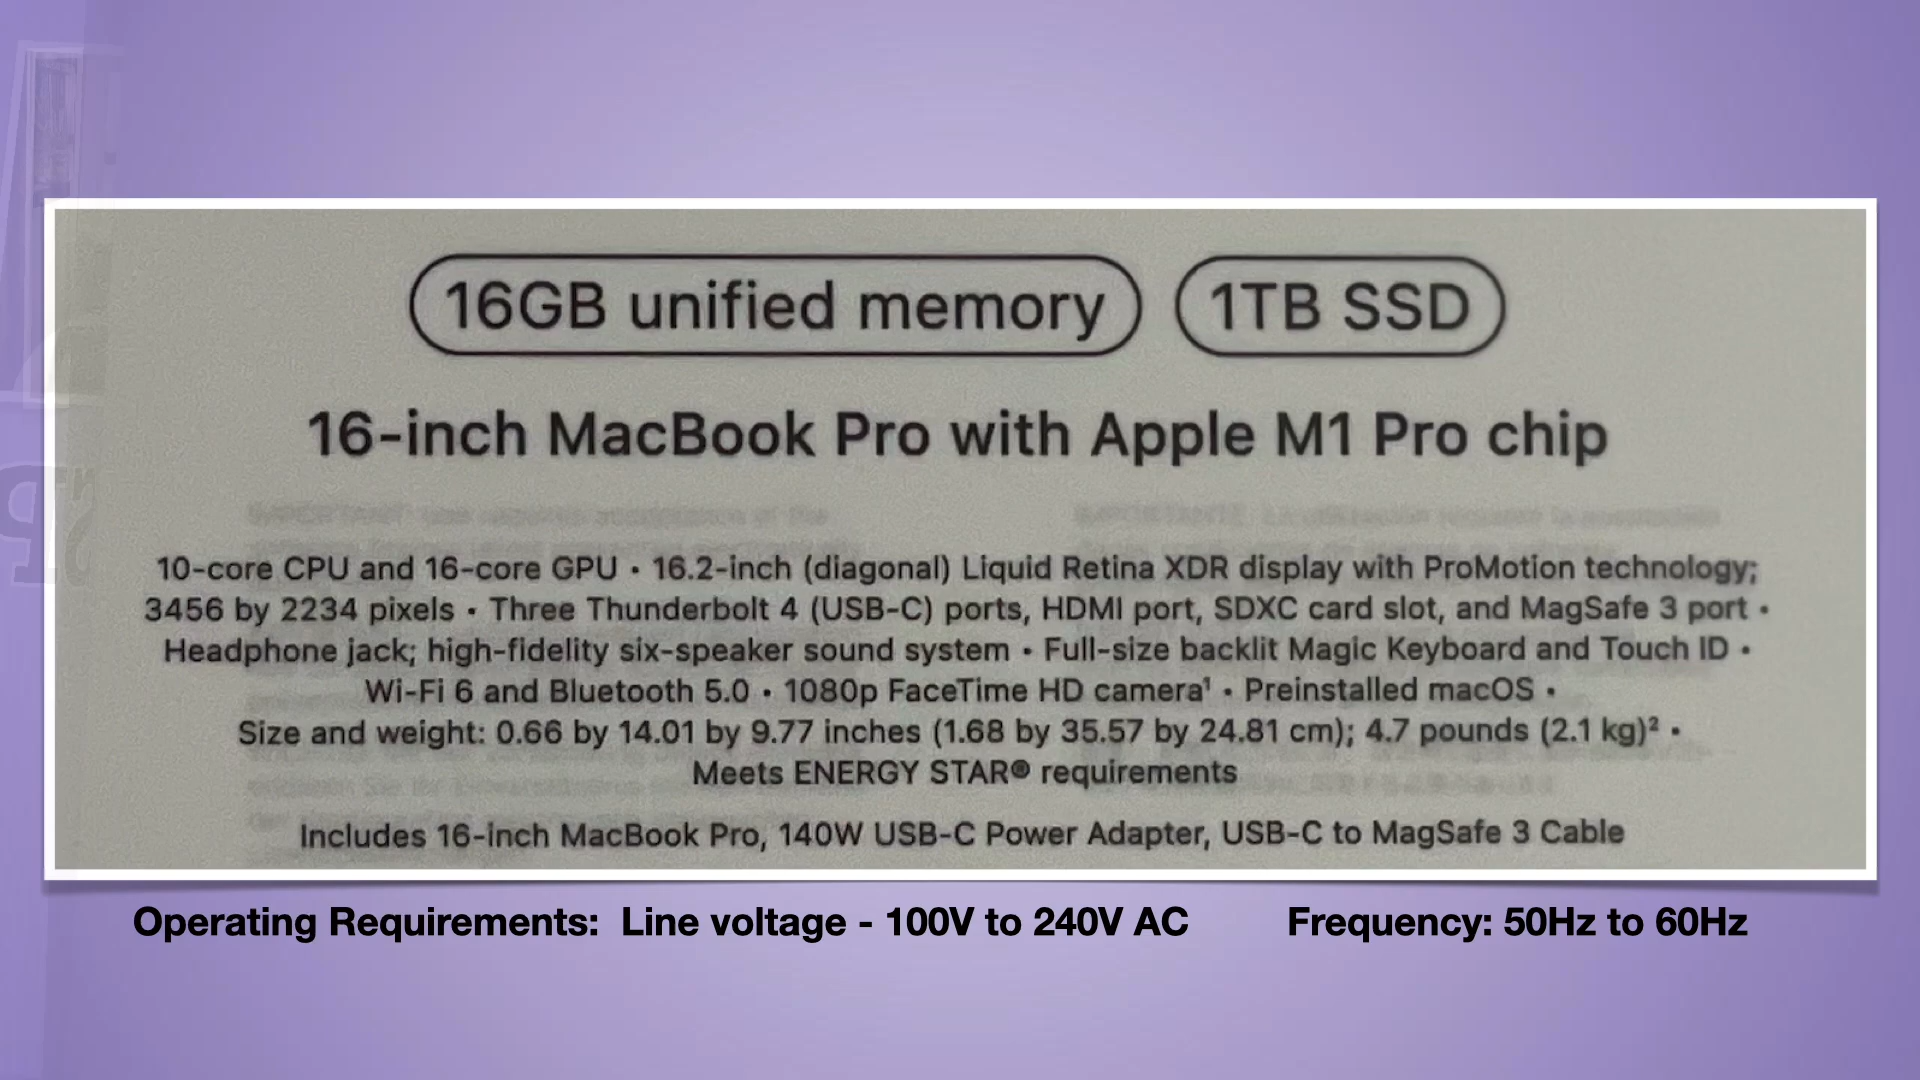 16GB unified memory 1TB SSD
16-inch MacBook Pro with Apple M1 Pro chip
10-core CPU and 16-core GPU • 16.2-inch (diagonal) Liquid Retina XDR display with ProMotion technology;
3456 by 2234 pixels • Three Thunderbolt 4 (USB-C) ports, HDMI port, SDXC card slot, and MagSafe 3 port •
Headphone jack; high-fidelity six-speaker sound system • Full-size backlit Magic Keyboard and Touch ID •
Wi-Fi 6 and Bluetooth 5.0 • 1080p FaceTime HD camera¹ • Preinstalled macOS •
Size and weight: 0.66 by 14.01 by 9.77 inches (1.68 by 35.57 by 24.81 cm); 4.7 pounds (2.1 kg)² •
Meets ENERGY STAR® requirements
Includes 16-inch MacBook Pro, 140W USB-C Power Adapter, USB-C to MagSafe 3 Cable
Operating Requirements: Line voltage - 100V to 240V AC Frequency: 50Hz to 60Hz